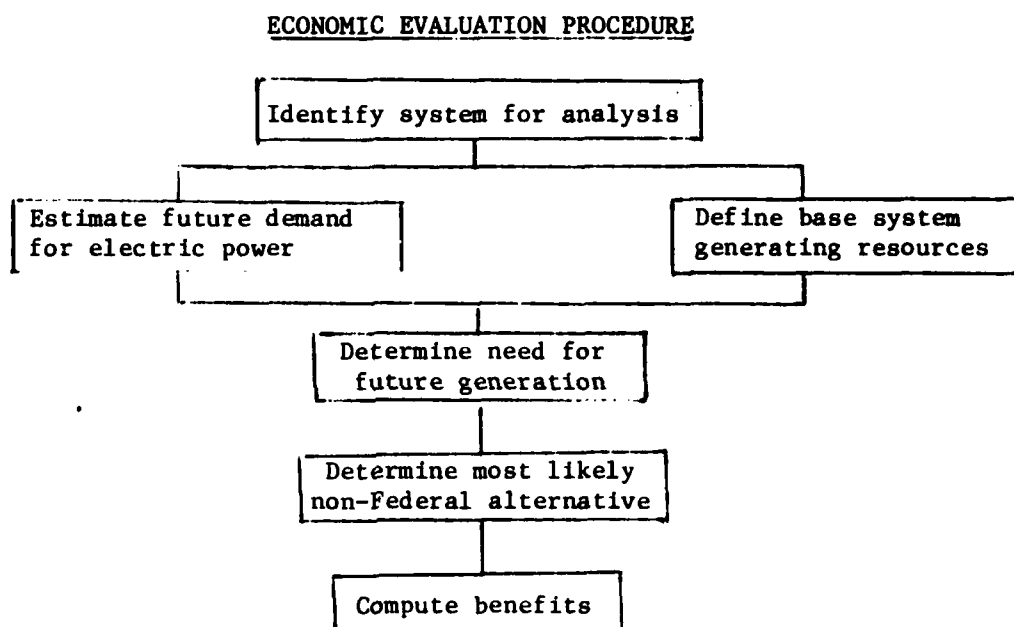 ECONOMIC EVALUATION PROCEDURE
Identify system for analysis
Estimate future demand
for electric power
Define base system
generating resources
Determine need for
future generation
Determine most likely
non-Federal alternative
Compute benefits